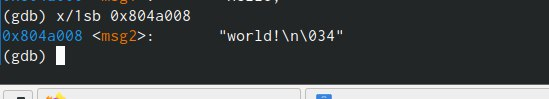 (gdb) x/1sb 0x804a008
0x804a008 <msg2>:       "world!\n\034"
(gdb)